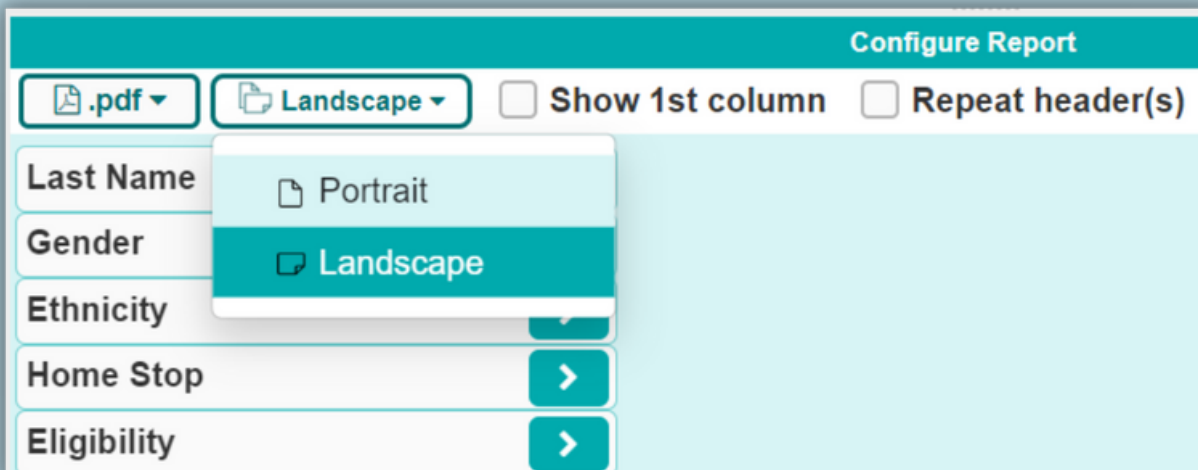 Configure Report
.pdf Landscape Show 1st column Repeat header(s)
Last Name
Portrait
Gender
Landscape
Ethnicity
Home Stop
Eligibility